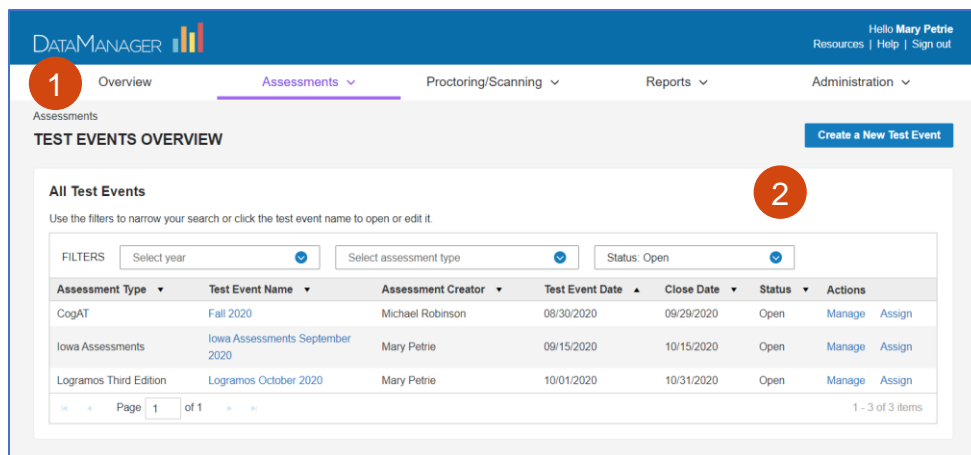 Hello Mary Petrie
DATAMANAGER
Resources | Help | Sign out
1
Overview
Assessments
Proctoring/Scanning
Reports
Administration
Assessments
TEST EVENTS OVERVIEW
Create a New Test Event
2
All Test Events
Use the filters to narrow your search or click the test event name to open or edit it.
FILTERS Select year Select assessment type Status: Open
Assessment Type Test Event Name Assessment Creator Test Event Date Close Date Status Actions
CogAT Fall 2020 Michael Robinson 08/30/2020 09/29/2020 Open Manage Assign
Iowa Assessments Iowa Assessments September 2020 Mary Petrie 09/15/2020 10/15/2020 Open Manage Assign
Logramos Third Edition Logramos October 2020 Mary Petrie 10/01/2020 10/31/2020 Open Manage Assign
Page 1 of 1 1 - 3 of 3 items